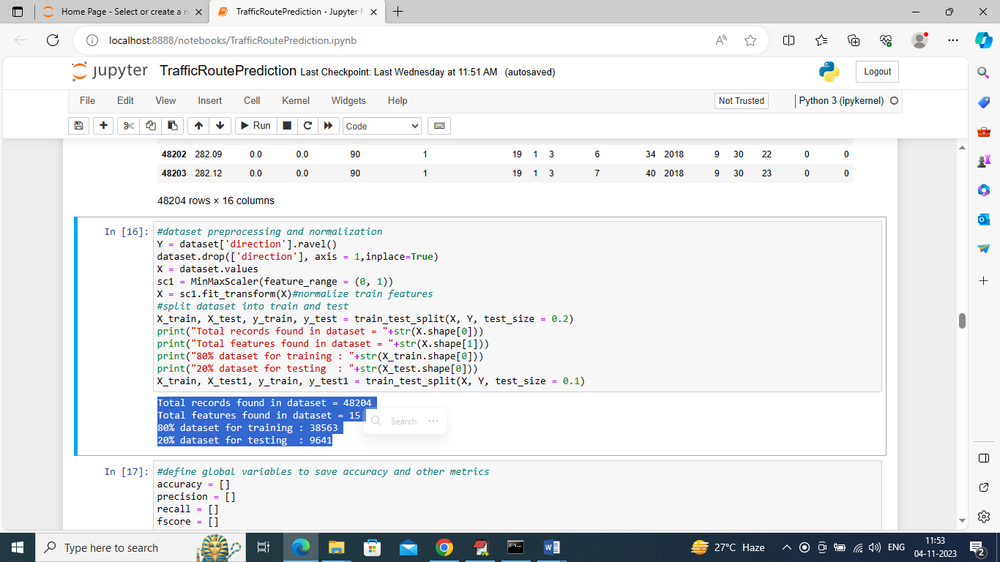 Home Page - Select or create a n
TrafficRoutePrediction - Jupyter N
localhost:8888/notebooks/TrafficRoutePrediction.ipynb
jupyter TrafficRoutePrediction Last Checkpoint: Last Wednesday at 11:51 AM (autosaved)
Logout
File Edit View Insert Cell Kernel Widgets Help
Not Trusted
Python 3 (ipykernel)
Run
Code
48202 282.09 0.0 0.0 90 1 19 1 3 6 34 2018 9 30 22 0 0
48203 282.12 0.0 0.0 90 1 19 1 3 7 40 2018 9 30 23 0 0
48204 rows × 16 columns
In [16]: #dataset preprocessing and normalization
Y = dataset['direction'].ravel()
dataset.drop(['direction'], axis = 1,inplace=True)
X = dataset.values
sc1 = MinMaxScaler(feature_range = (0, 1))
X = sc1.fit_transform(X)#normalize train features
#split dataset into train and test
X_train, X_test, y_train, y_test = train_test_split(X, Y, test_size = 0.2)
print("Total records found in dataset = "+str(X.shape[0]))
print("Total features found in dataset = "+str(X.shape[1]))
print("80% dataset for training : "+str(X_train.shape[0]))
print("20% dataset for testing  : "+str(X_test.shape[0]))
X_train, X_test1, y_train, y_test1 = train_test_split(X, Y, test_size = 0.1)
Total records found in dataset = 48204
Total features found in dataset = 15
80% dataset for training : 38563
20% dataset for testing  : 9641
Search
In [17]: #define global variables to save accuracy and other metrics
accuracy = []
precision = []
recall = []
fscore = []
Type here to search
27°C Haze
ENG
11:53
04-11-2023
2